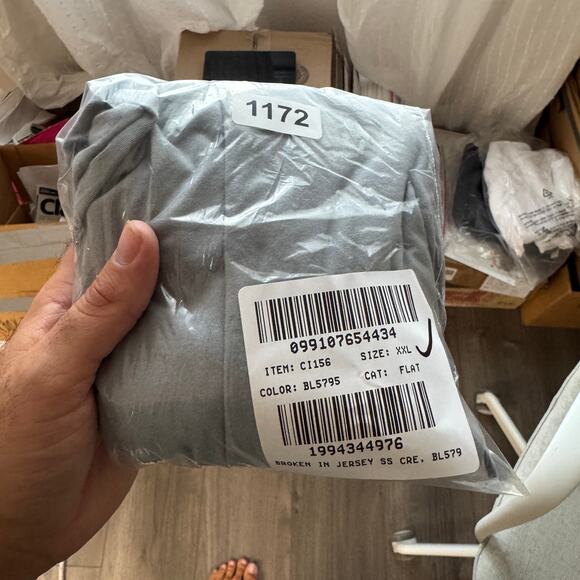 1172
099107654434
ITEM: CI156 SIZE: XXL
COLOR: BL5795 CAT: FLAT
1994344976
BROKEN IN JERSEY SS CRE, BL579